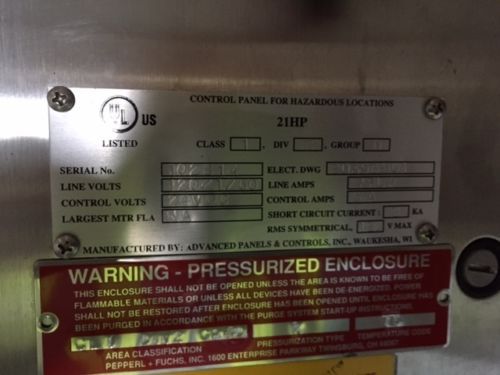 CONTROL PANEL FOR HAZARDOUS LOCATIONS
UL US
21HP
LISTED CLASS 1, DIV , GROUP
SERIAL No. ELECT. DWG
LINE VOLTS LINE AMPS
CONTROL VOLTS CONTROL AMPS
LARGEST MTR FLA NA SHORT CIRCUIT CURRENT KA
RMS SYMMETRICAL, V MAX
MANUFACTURED BY: ADVANCED PANELS & CONTROLS, INC., WAUKESHA, WI
WARNING - PRESSURIZED ENCLOSURE
THIS ENCLOSURE SHALL NOT BE OPENED UNLESS THE AREA IS KNOWN TO BE FREE OF
FLAMMABLE MATERIALS OR UNLESS ALL DEVICES HAVE BEEN DE-ENERGIZED. POWER
SHALL NOT BE RESTORED AFTER ENCLOSURE HAS BEEN OPENED UNTIL ENCLOSURE HAS
BEEN PURGED IN ACCORDANCE WITH THE PURGE SYSTEM START-UP INSTRUCTIONS.
AREA CLASSIFICATION PRESSURIZATION TYPE TEMPERATURE CODE
PEPPERL + FUCHS, INC. 1600 ENTERPRISE PARKWAY TWINSBURG, OH 44087